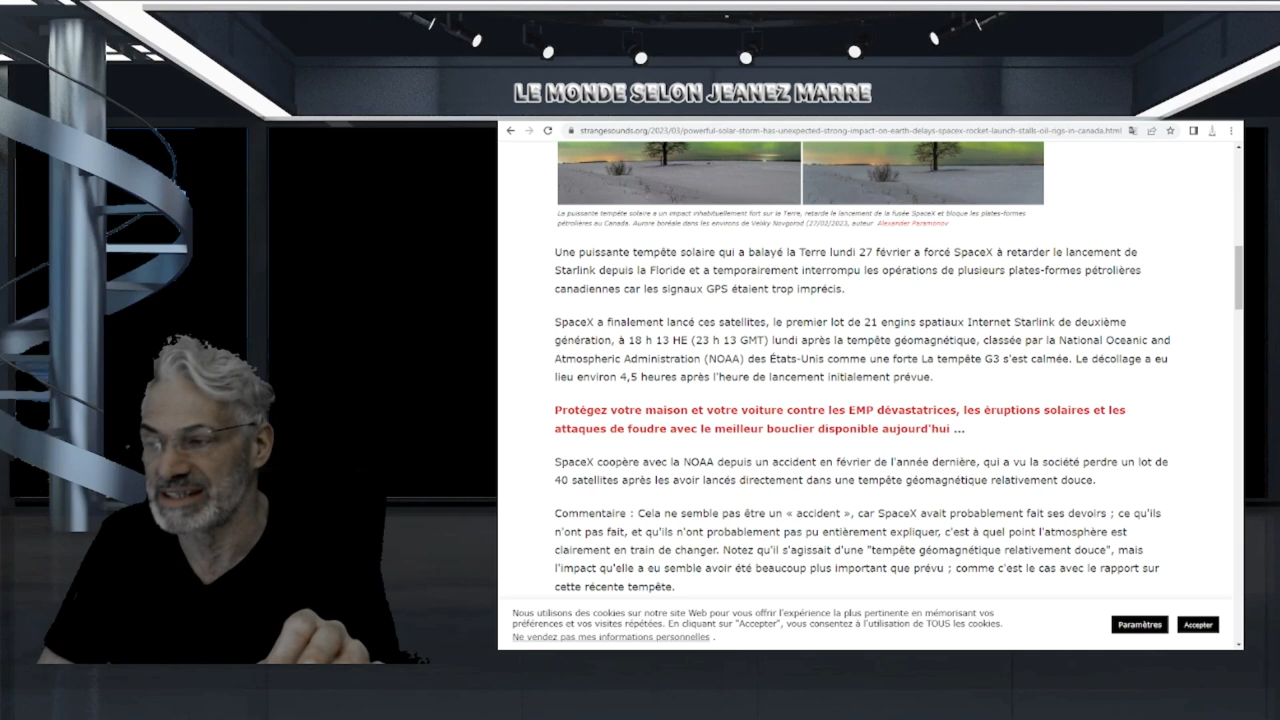 LE MONDE SELON JEANEZ MARRE
strangesounds.org/2023/03/powerful-solar-storm-has-unexpected-strong-impact-on-earth-delays-spacex-rocket-launch-stalls-oil-rigs-in-canada.html
La puissante tempête solaire a un impact inhabituellement fort sur la Terre, retarde le lancement de la fusée SpaceX et bloque les plates-formes
pétrolières au Canada. Aurore boréale dans les environs de Veliky Novgorod (27/02/2023, auteur Alexander Paramonov
Une puissante tempête solaire qui a balayé la Terre lundi 27 février a forcé SpaceX à retarder le lancement de
Starlink depuis la Floride et a temporairement interrompu les opérations de plusieurs plates-formes pétrolières
canadiennes car les signaux GPS étaient trop imprécis.
SpaceX a finalement lancé ces satellites, le premier lot de 21 engins spatiaux Internet Starlink de deuxième
génération, à 18 h 13 HE (23 h 13 GMT) lundi après la tempête géomagnétique, classée par la National Oceanic and
Atmospheric Administration (NOAA) des États-Unis comme une forte La tempête G3 s'est calmée. Le décollage a eu
lieu environ 4,5 heures après l'heure de lancement initialement prévue.
Protégez votre maison et votre voiture contre les EMP dévastatrices, les éruptions solaires et les
attaques de foudre avec le meilleur bouclier disponible aujourd'hui ...
SpaceX coopère avec la NOAA depuis un accident en février de l'année dernière, qui a vu la société perdre un lot de
40 satellites après les avoir lancés directement dans une tempête géomagnétique relativement douce.
Commentaire : Cela ne semble pas être un « accident », car SpaceX avait probablement fait ses devoirs ; ce qu'ils
n'ont pas fait, et qu'ils n'ont probablement pas pu entièrement expliquer, c'est à quel point l'atmosphère est
clairement en train de changer. Notez qu'il s'agissait d'une "tempête géomagnétique relativement douce", mais
l'impact qu'elle a eu semble avoir été beaucoup plus important que prévu ; comme c'est le cas avec le rapport sur
cette récente tempête.
Nous utilisons des cookies sur notre site Web pour vous offrir l'expérience la plus pertinente en mémorisant vos
préférences et vos visites répétées. En cliquant sur "Accepter", vous consentez à l'utilisation de TOUS les cookies.
Ne vendez pas mes informations personnelles .
Paramètres
Accepter